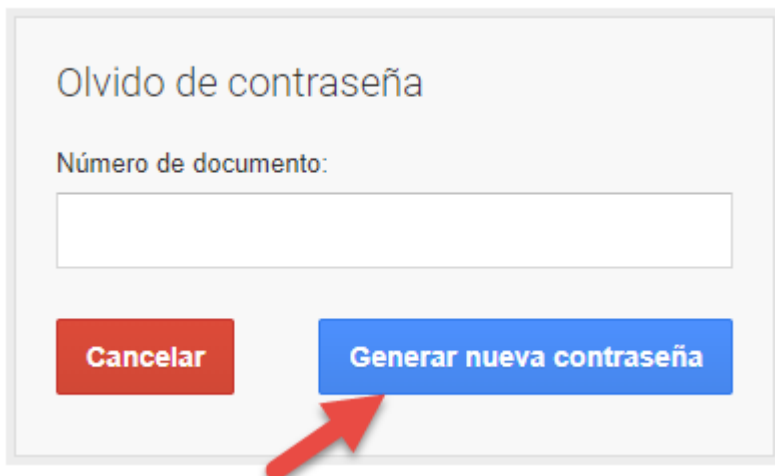 Olvido de contraseña
Número de documento:
Cancelar
Generar nueva contraseña